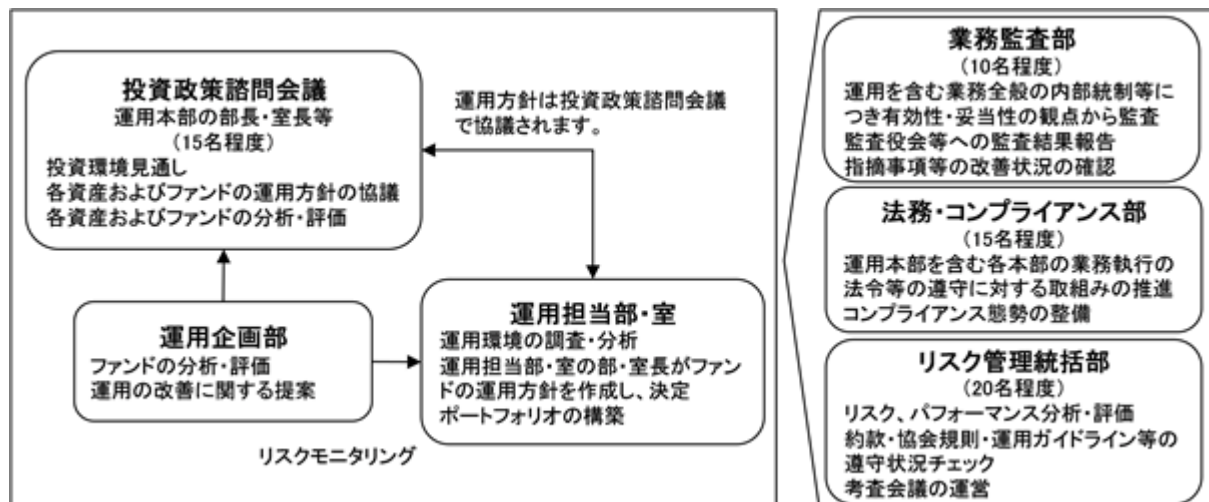 投資政策諮問会議
運用本部の部長・室長等
(15名程度)
投資環境見通し
各資産およびファンドの運用方針の協議
各資産およびファンドの分析・評価
運用方針は投資政策諮問会議
で協議されます。
運用企画部
ファンドの分析・評価
運用の改善に関する提案
運用担当部・室
運用環境の調査・分析
運用担当部・室の部・室長がファン
ドの運用方針を作成し、決定
ポートフォリオの構築
リスクモニタリング
業務監査部
(10名程度)
運用を含む業務全般の内部統制等に
つき有効性・妥当性の観点から監査
監査役会等への監査結果報告
指摘事項等の改善状況の確認
法務・コンプライアンス部
(15名程度)
運用本部を含む各本部の業務執行の
法令等の遵守に対する取組みの推進
コンプライアンス態勢の整備
リスク管理統括部
(20名程度)
リスク、パフォーマンス分析・評価
約款・協会規則・運用ガイドライン等の
遵守状況チェック
考査会議の運営